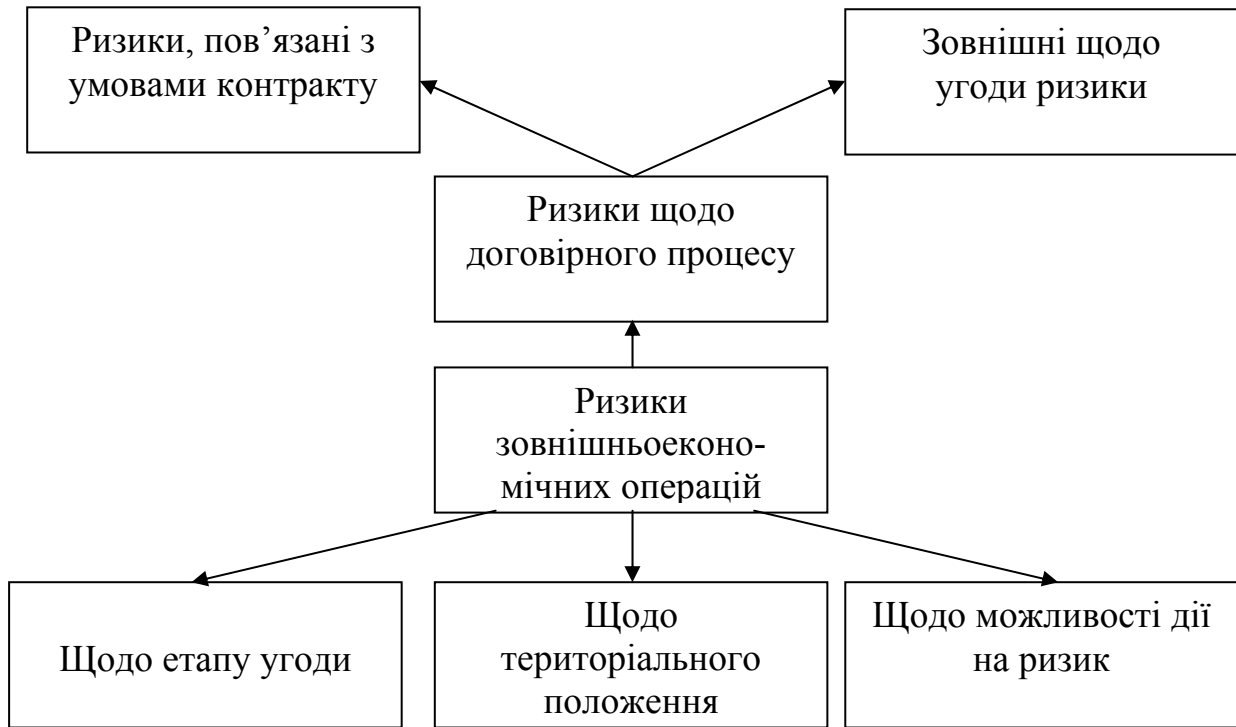 Ризики, пов’язані з
умовами контракту
Зовнішні щодо
угоди ризики
Ризики щодо
договірного процесу
Ризики
зовнішньоеконо-
мічних операцій
Щодо етапу угоди
Щодо
територіального
положення
Щодо можливості дії
на ризик